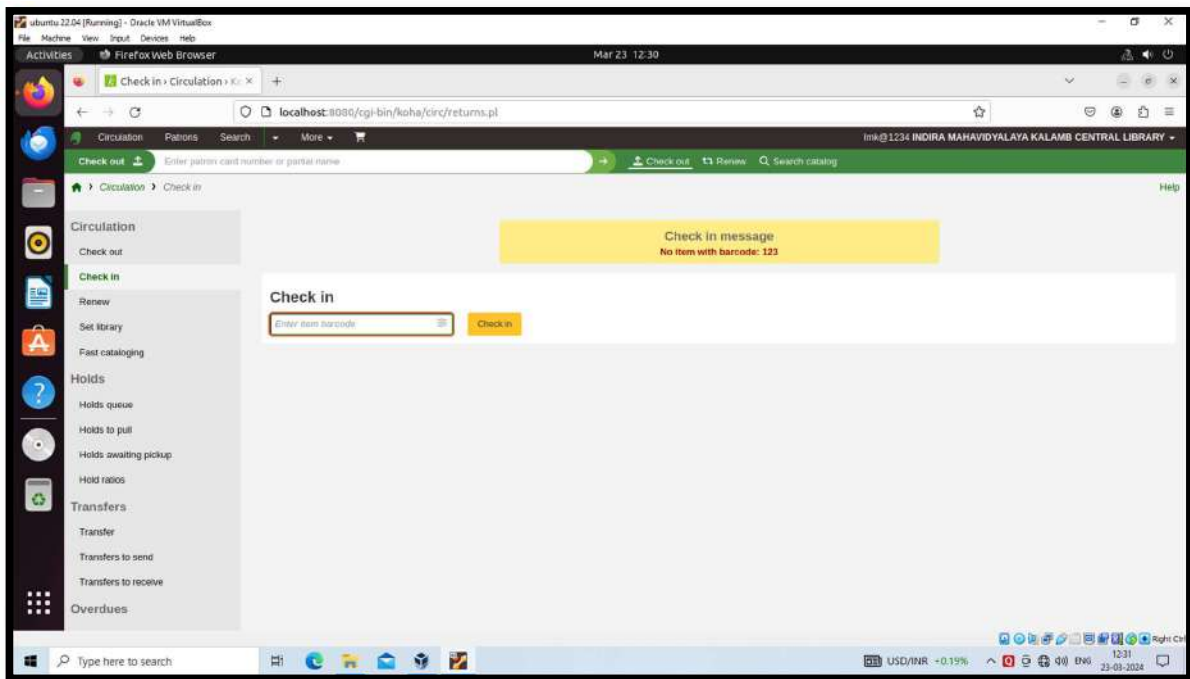 ubuntu 22.04 [Running] - Oracle VM VirtualBox
File Machine View Input Devices Help
Activities Firefox Web Browser Mar 23 12:30
Check in › Circulation › Ko
localhost:8080/cgi-bin/koha/circ/returns.pl
Circulation Patrons Search More lmk@1234 INDIRA MAHAVIDYALAYA KALAMB CENTRAL LIBRARY
Check out Enter patron card number or partial name Check out Renew Search catalog
Circulation Check in Help
Circulation
Check out
Check in
Renew
Set library
Fast cataloging
Holds
Holds queue
Holds to pull
Holds awaiting pickup
Hold ratios
Transfers
Transfer
Transfers to send
Transfers to receive
Overdues
Check in message
No item with barcode: 123
Check in
Enter item barcode Check in
Right Ctrl
Type here to search USD/INR +0.15% ENG 12:31
23-03-2024